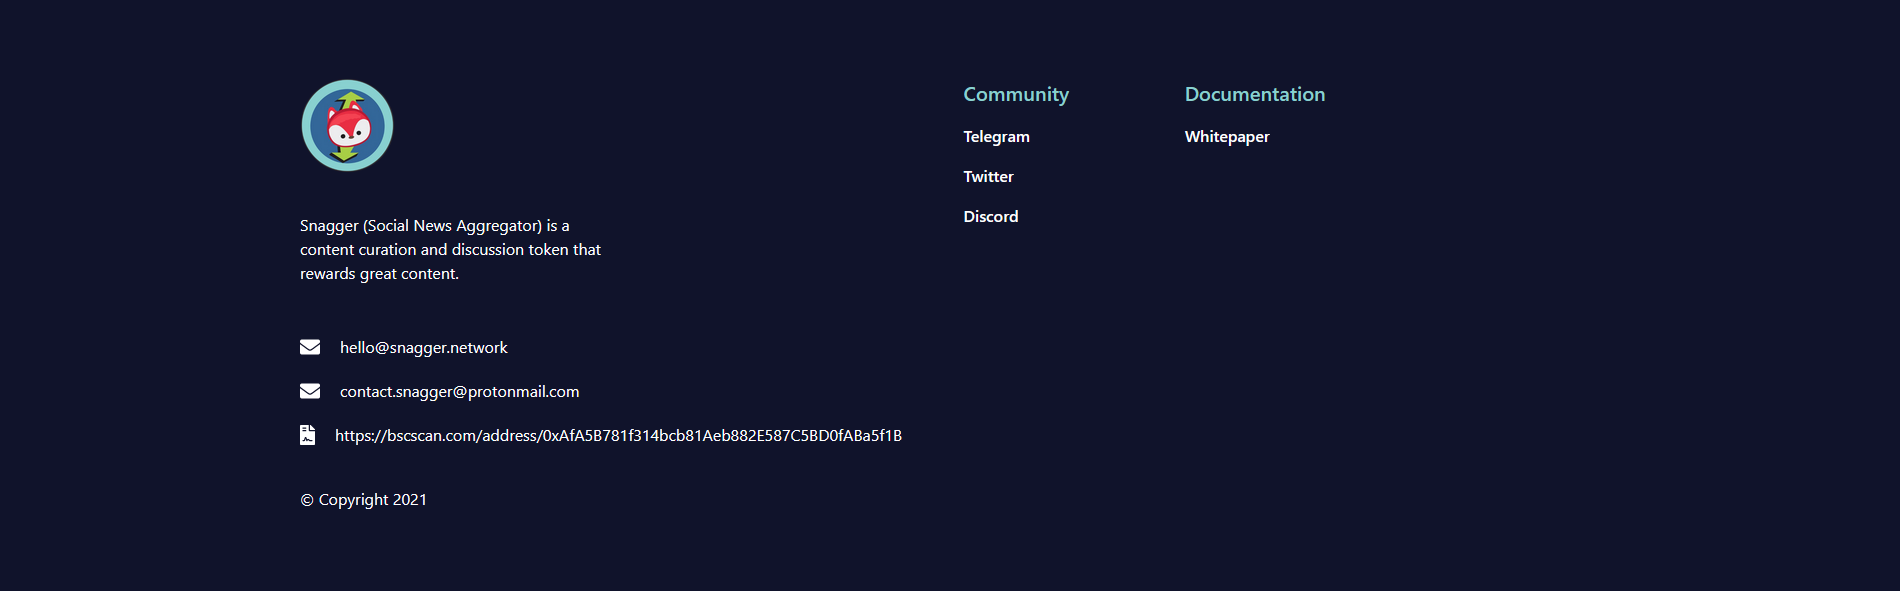 Snagger (Social News Aggregator) is a
content curation and discussion token that
rewards great content.
hello@snagger.network
contact.snagger@protonmail.com
https://bscscan.com/address/0xAfA5B781f314bcb81Aeb882E587C5BD0fABa5f1B
© Copyright 2021
Community
Telegram
Twitter
Discord
Documentation
Whitepaper